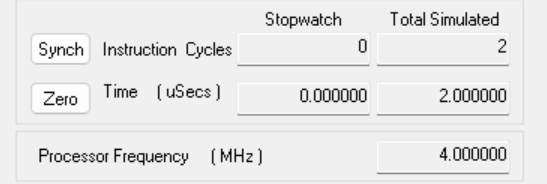 Stopwatch Total Simulated
Synch Instruction Cycles 0 2
Zero Time (uSecs) 0.000000 2.000000
Processor Frequency (MHz) 4.000000